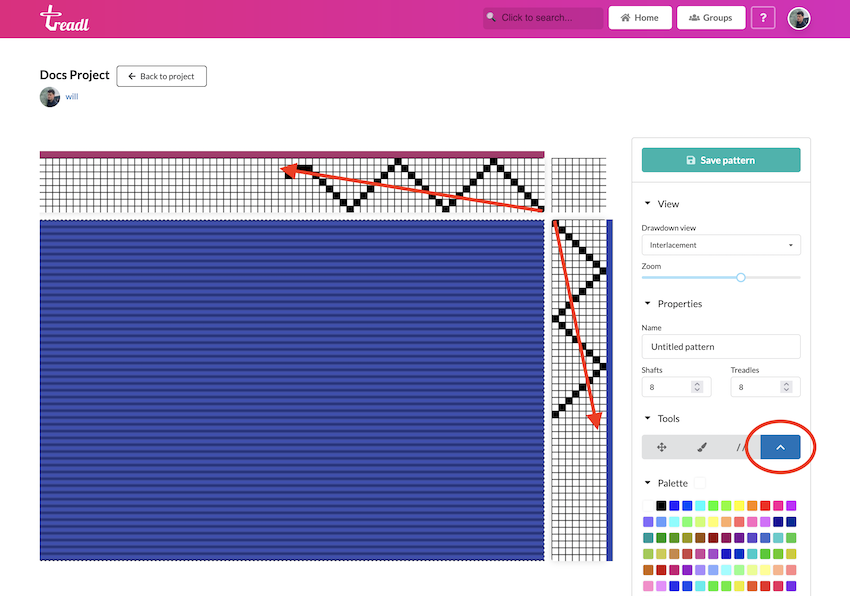 treadl
Click to search...
Home
Groups
?
Docs Project
Back to project
will
Save pattern
View
Drawdown view
Interlacement
Zoom
Properties
Name
Untitled pattern
Shafts
Treadles
8
8
Tools
Palette